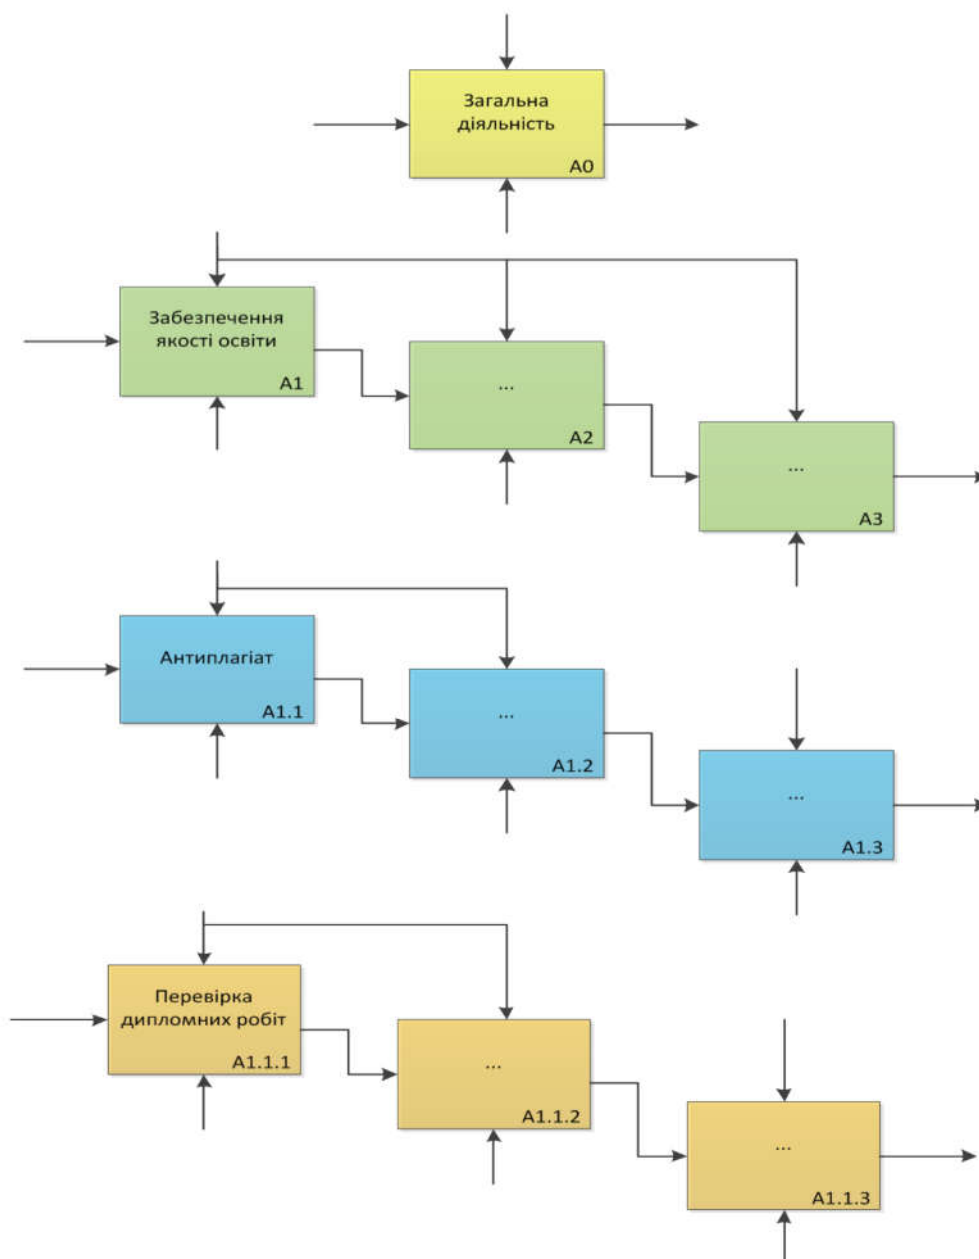 Загальна
діяльність
А0
Забезпечення
якості освіти
А1
...
А2
...
А3
Антиплагіат
А1.1
...
А1.2
...
А1.3
Перевірка
дипломних робіт
А1.1.1
...
А1.1.2
...
А1.1.3